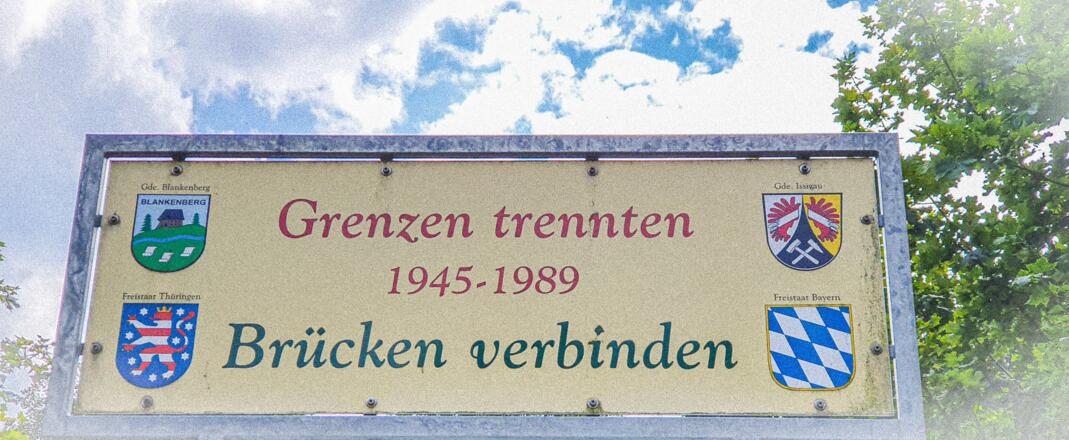 Gde. Blankenberg
BLANKENBERG
Gde. Issigau
Grenzen trennten
1945-1989
Freistaat Thüringen
Freistaat Bayern
Brücken verbinden